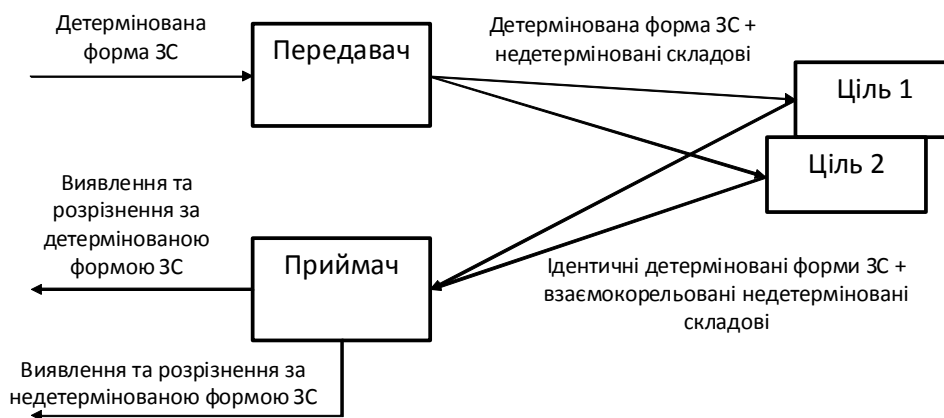 Детермінована
форма ЗС
Передавач
Детермінована форма ЗС +
недетерміновані складові
Ціль 1
Ціль 2
Виявлення та
розрізнення за
детермінованою
формою ЗС
Приймач
Ідентичні детерміновані форми ЗС +
взаємокорельовані недетерміновані
складові
Виявлення та розрізнення за
недетермінованою формою ЗС